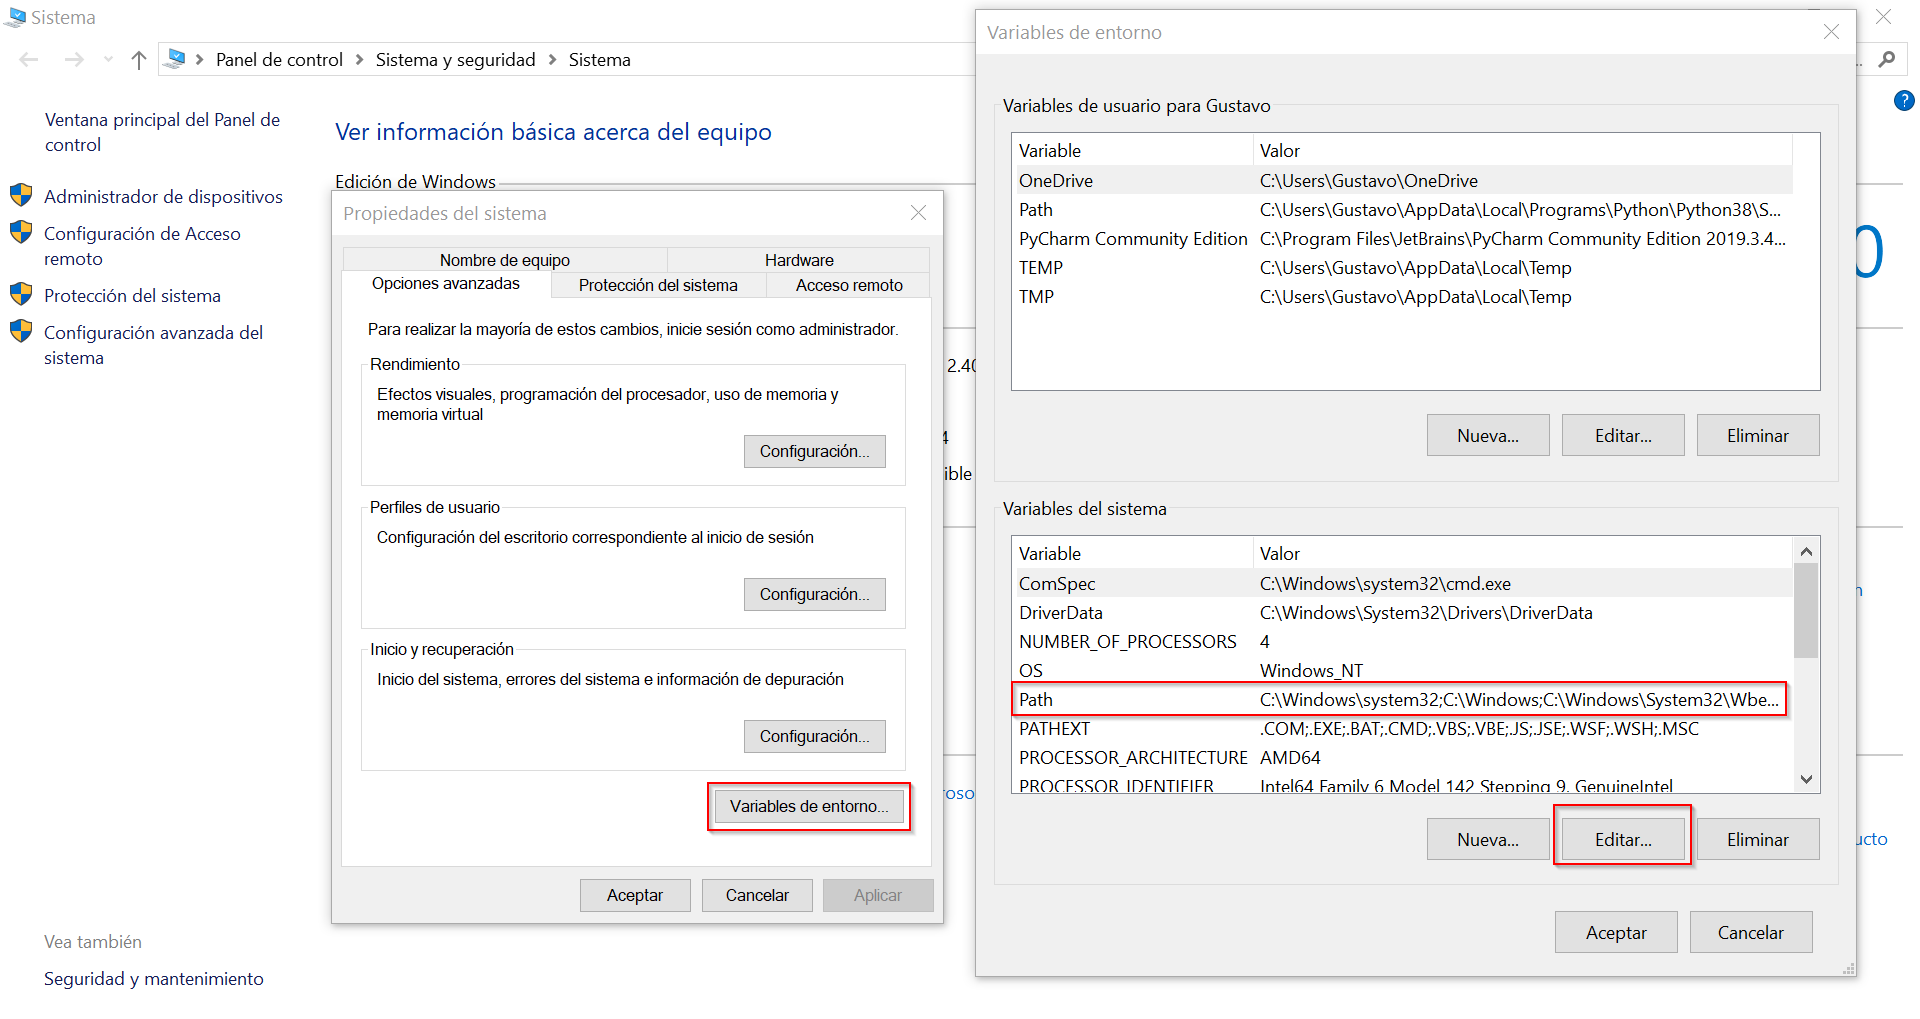 Sistema
Panel de control
Sistema y seguridad
Sistema
Ventana principal del Panel de
control
Administrador de dispositivos
Configuración de Acceso
remoto
Protección del sistema
Configuración avanzada del
sistema
Vea también
Seguridad y mantenimiento
Ver información básica acerca del equipo
Edición de Windows
Propiedades del sistema
Nombre de equipo
Hardware
Opciones avanzadas
Protección del sistema
Acceso remoto
Para realizar la mayoría de estos cambios, inicie sesión como administrador.
Rendimiento
Efectos visuales, programación del procesador, uso de memoria y
memoria virtual
Configuración...
Perfiles de usuario
Configuración del escritorio correspondiente al inicio de sesión
Configuración...
Inicio y recuperación
Inicio del sistema, errores del sistema e información de depuración
Configuración...
Variables de entorno...
Aceptar
Cancelar
Aplicar
Variables de entorno
Variables de usuario para Gustavo
Variable Valor
OneDrive C:\Users\Gustavo\OneDrive
Path C:\Users\Gustavo\AppData\Local\Programs\Python\Python38\S...
PyCharm Community Edition C:\Program Files\JetBrains\PyCharm Community Edition 2019.3.4...
TEMP C:\Users\Gustavo\AppData\Local\Temp
TMP C:\Users\Gustavo\AppData\Local\Temp
Nueva...
Editar...
Eliminar
Variables del sistema
Variable Valor
ComSpec C:\Windows\system32\cmd.exe
DriverData C:\Windows\System32\Drivers\DriverData
NUMBER_OF_PROCESSORS 4
OS Windows_NT
Path C:\Windows\system32;C:\Windows;C:\Windows\System32\Wbe...
PATHEXT .COM;.EXE;.BAT;.CMD;.VBS;.VBE;.JS;.JSE;.WSF;.WSH;.MSC
PROCESSOR_ARCHITECTURE AMD64
PROCESSOR_IDENTIFIER Intel64 Family 6 Model 142 Stepping 9, GenuineIntel
Nueva...
Editar...
Eliminar
Aceptar
Cancelar